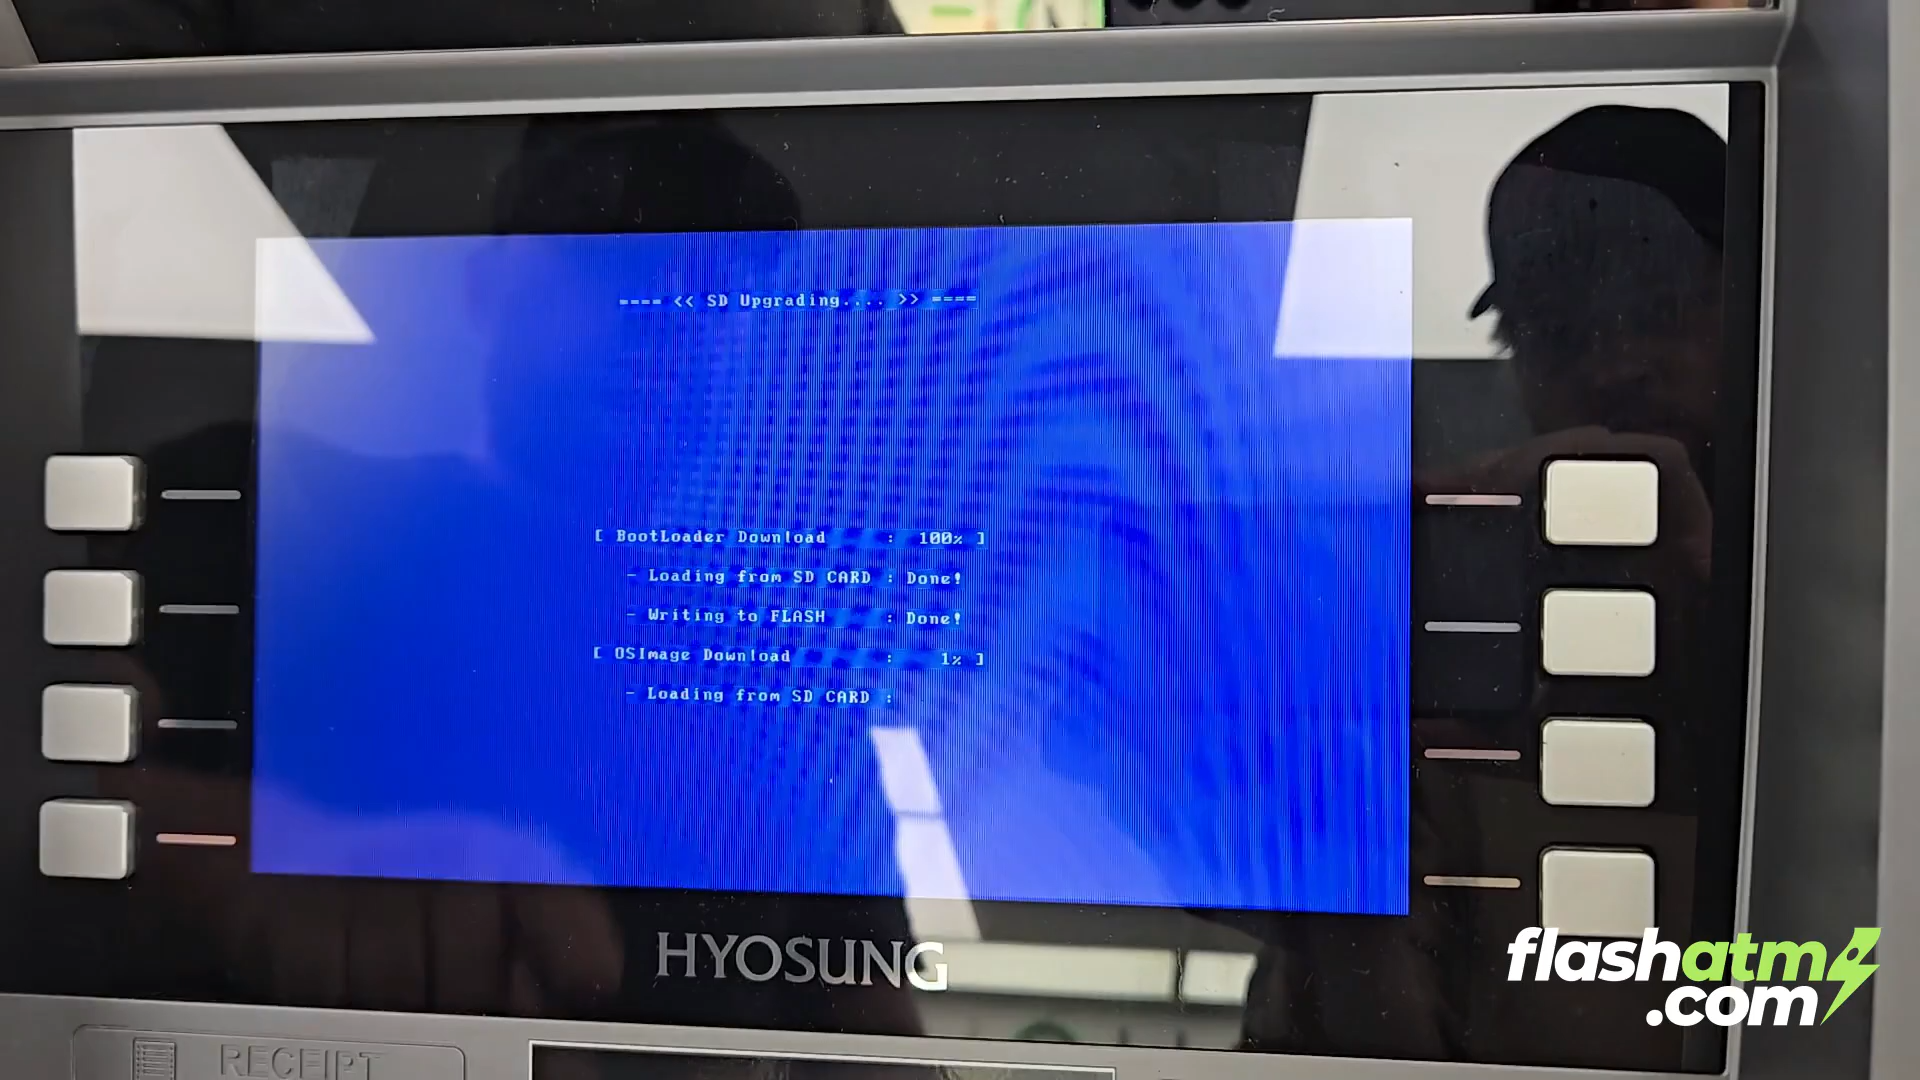 ==== << SD Upgrading.... >> ====
[ BootLoader Download : 100% ]
- Loading from SD CARD : Done!
- Writing to FLASH : Done!
[ OSImage Download : 1% ]
- Loading from SD CARD :
HYOSUNG
RECEIPT
flashatm
.com